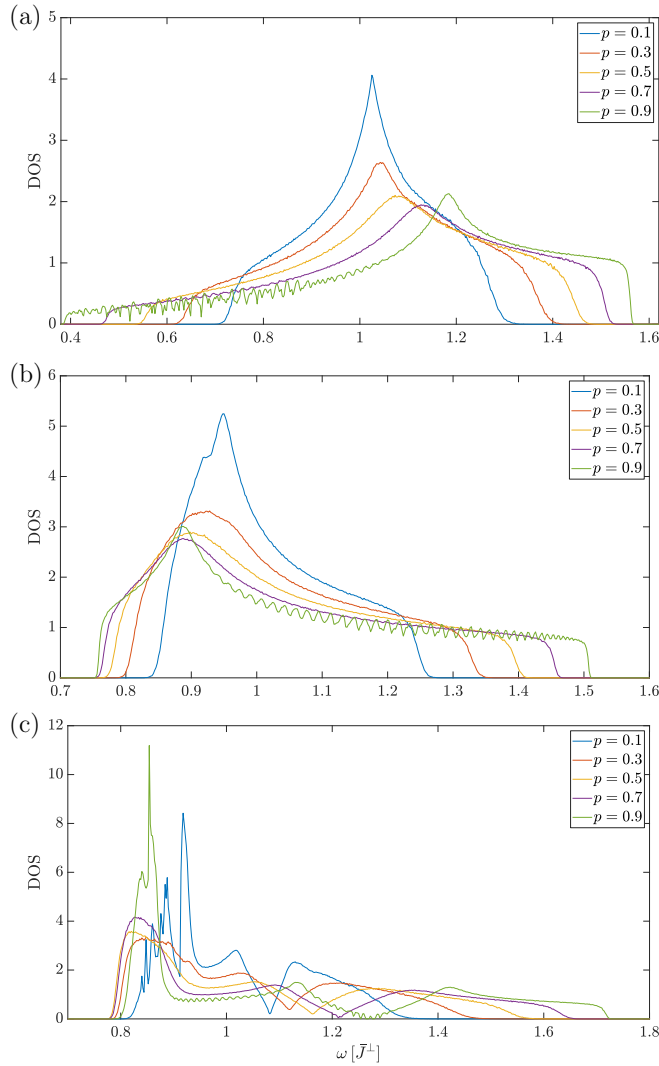 (a)
5
4
3
2
1
0
DOS
0.4 0.6 0.8 1 1.2 1.4 1.6
p = 0.1
p = 0.3
p = 0.5
p = 0.7
p = 0.9
(b)
6
5
4
3
2
1
0
DOS
0.7 0.8 0.9 1 1.1 1.2 1.3 1.4 1.5 1.6
p = 0.1
p = 0.3
p = 0.5
p = 0.7
p = 0.9
(c)
12
10
8
6
4
2
0
DOS
0.8 1 1.2 1.4 1.6 1.8
ω [J̄⊥]
p = 0.1
p = 0.3
p = 0.5
p = 0.7
p = 0.9